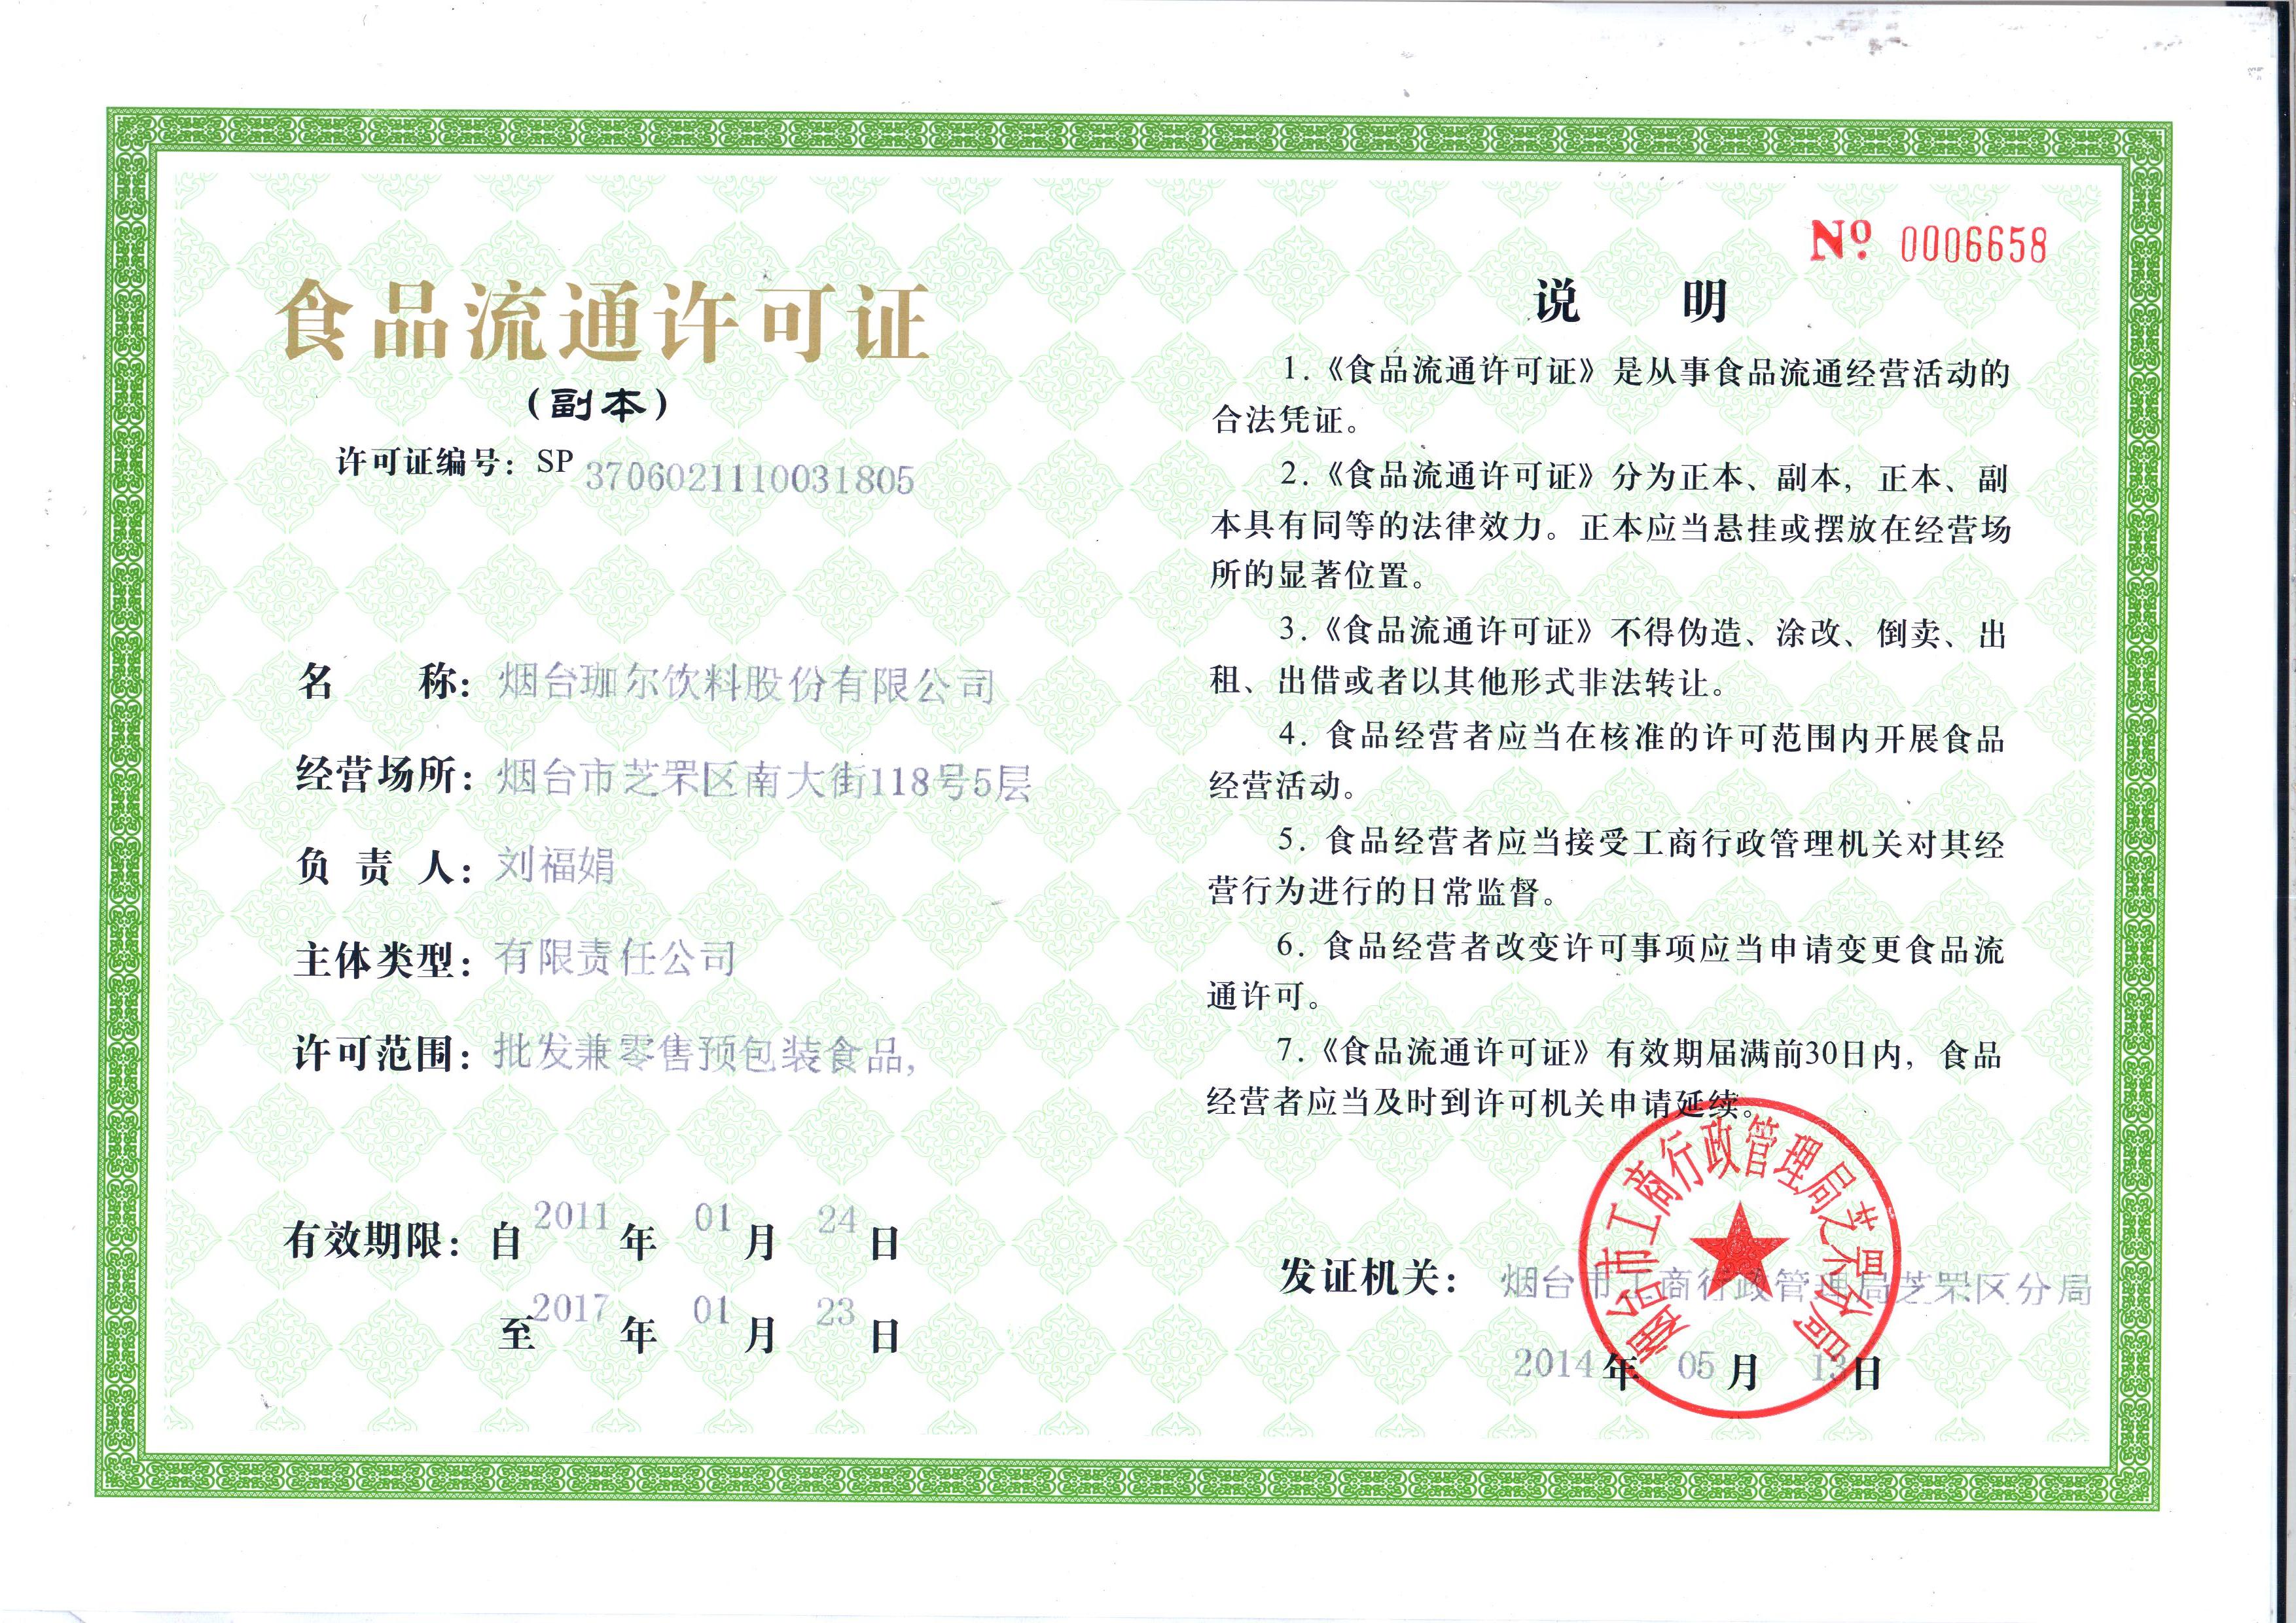 食品流通许可证
（副本）
许可证编号：SP 3706021110031805
名 称：烟台珈尔饮料股份有限公司
经营场所：烟台市芝罘区南大街118号5层
负 责 人：刘福娟
主体类型：有限责任公司
许可范围：批发兼零售预包装食品,
有效期限：自 2011 年 01 月 24 日
至 2017 年 01 月 23 日
Nº 0006658
说 明
1.《食品流通许可证》是从事食品流通经营活动的
合法凭证。
2.《食品流通许可证》分为正本、副本，正本、副
本具有同等的法律效力。正本应当悬挂或摆放在经营场
所的显著位置。
3.《食品流通许可证》不得伪造、涂改、倒卖、出
租、出借或者以其他形式非法转让。
4. 食品经营者应当在核准的许可范围内开展食品
经营活动。
5. 食品经营者应当接受工商行政管理机关对其经
营行为进行的日常监督。
6. 食品经营者改变许可事项应当申请变更食品流
通许可。
7.《食品流通许可证》有效期届满前30日内，食品
经营者应当及时到许可机关申请延续。
发证机关：烟台市工商行政管理局芝罘区分局
2014 年 05 月 13 日
烟台市工商行政管理局芝罘分局